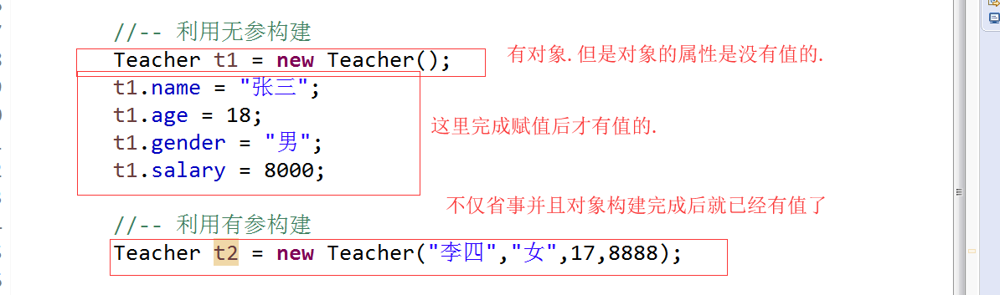 //-- 利用无参构建
Teacher t1 = new Teacher();
有对象.但是对象的属性是没有值的.
t1.name = "张三";
t1.age = 18;
这里完成赋值后才有值的.
t1.gender = "男";
t1.salary = 8000;
不仅省事并且对象构建完成后就已经有值了
//-- 利用有参构建
Teacher t2 = new Teacher("李四","女",17,8888);